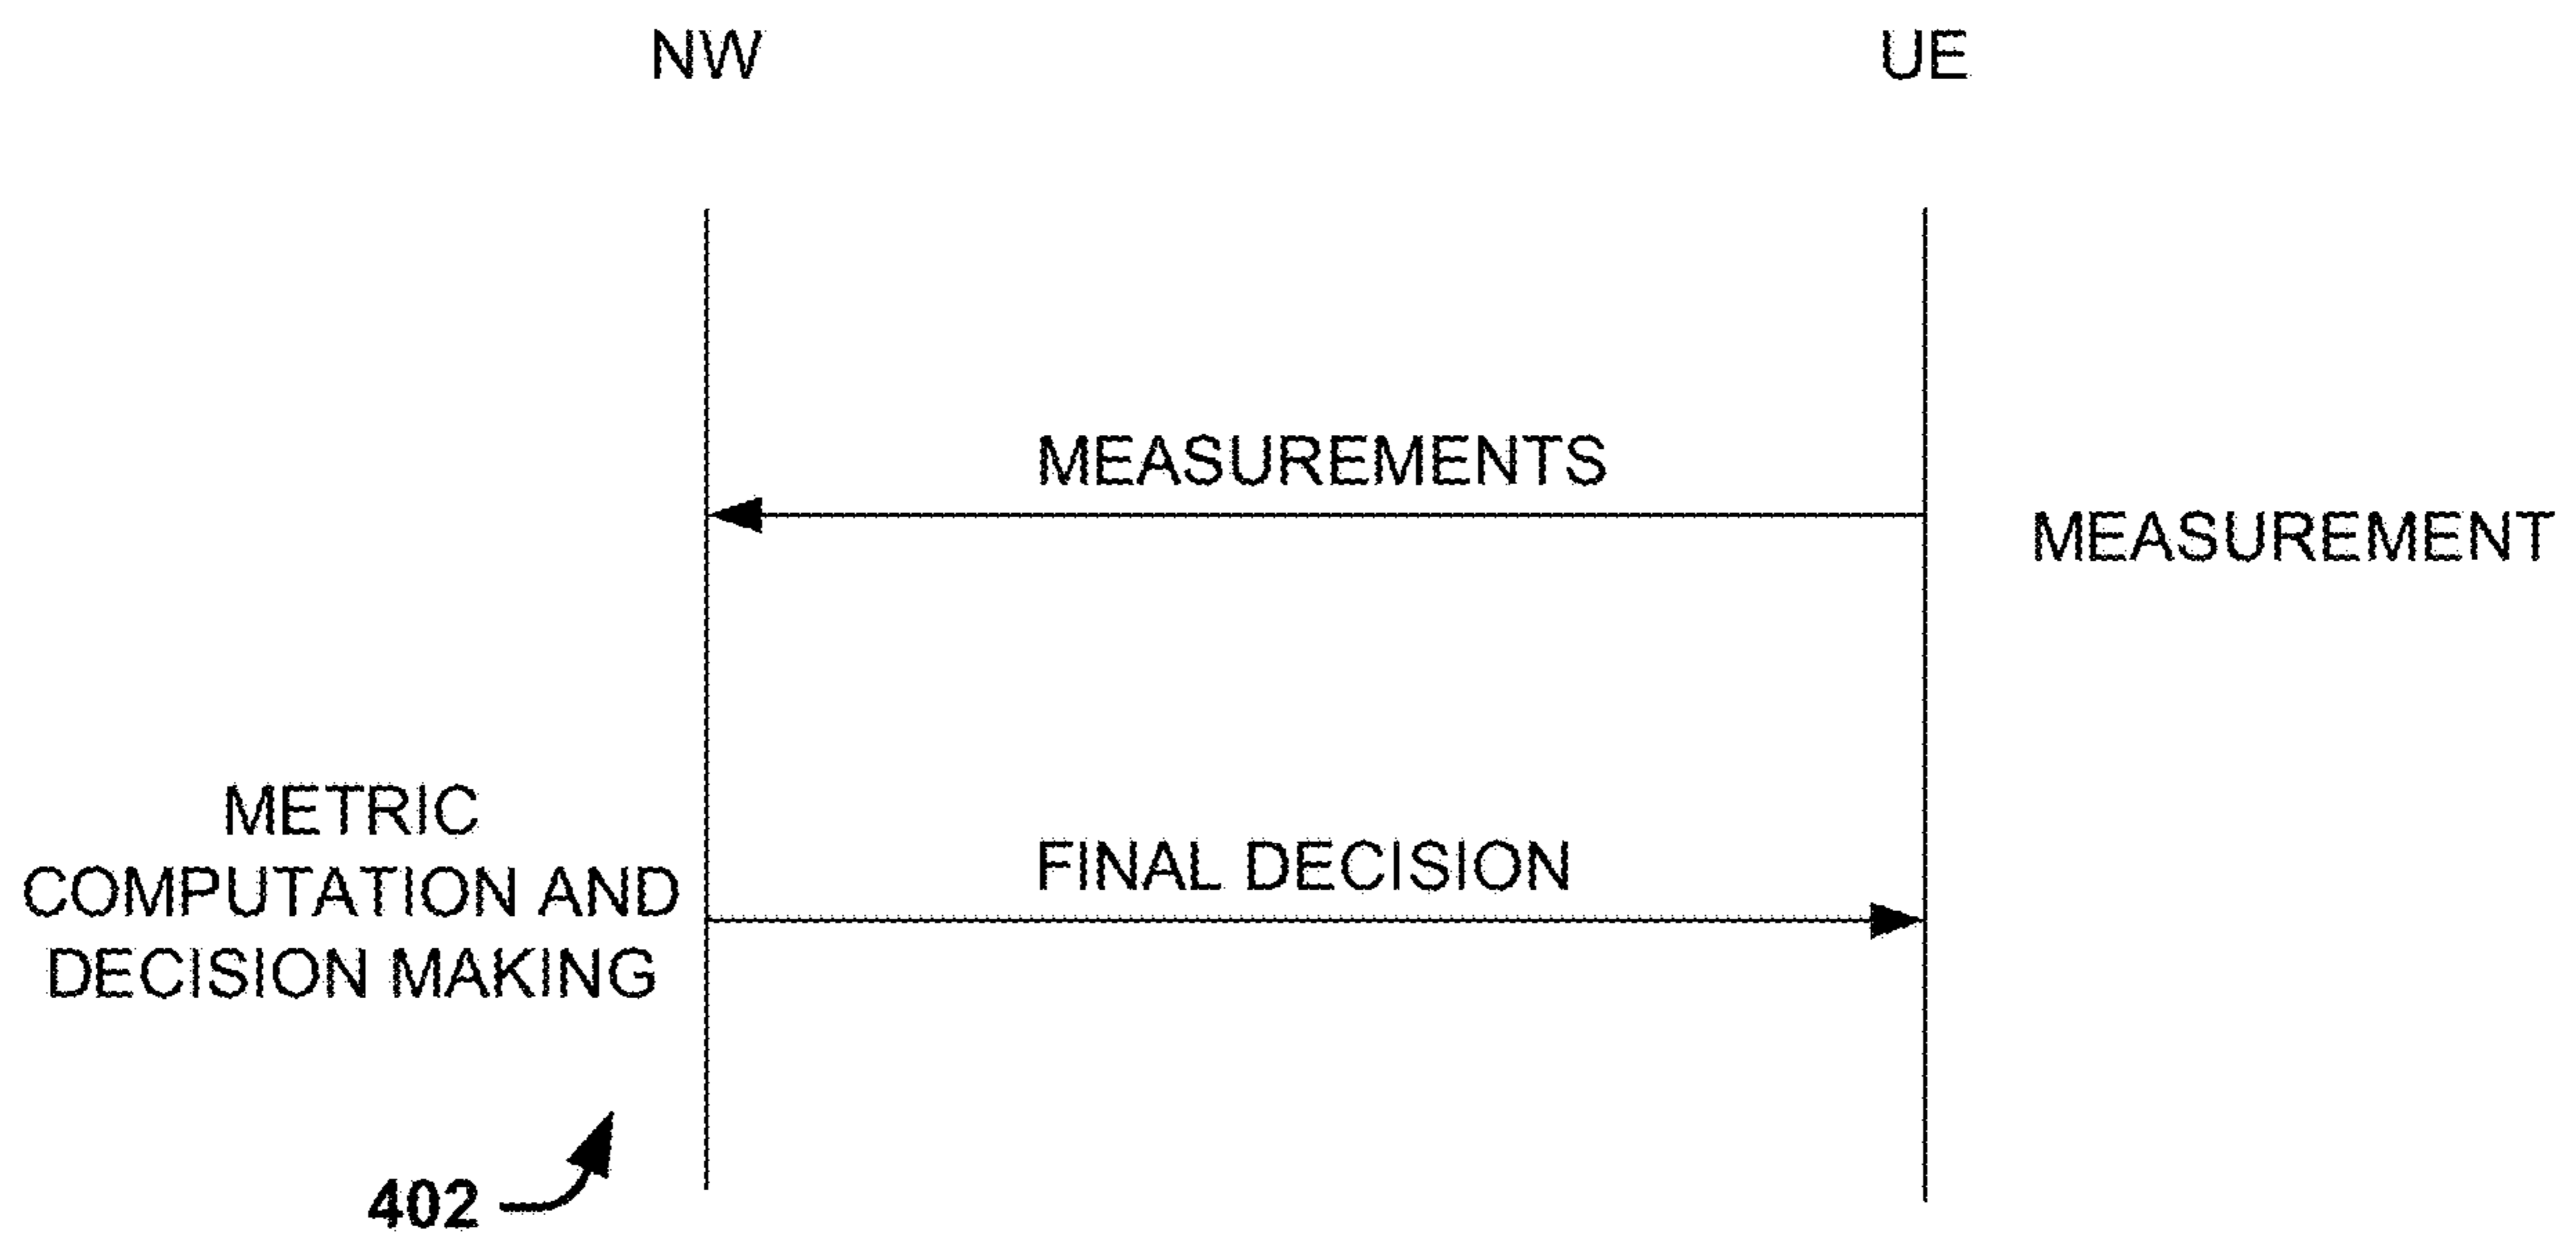 NW
UE
MEASUREMENTS
MEASUREMENT
METRIC
COMPUTATION AND
DECISION MAKING
FINAL DECISION
402